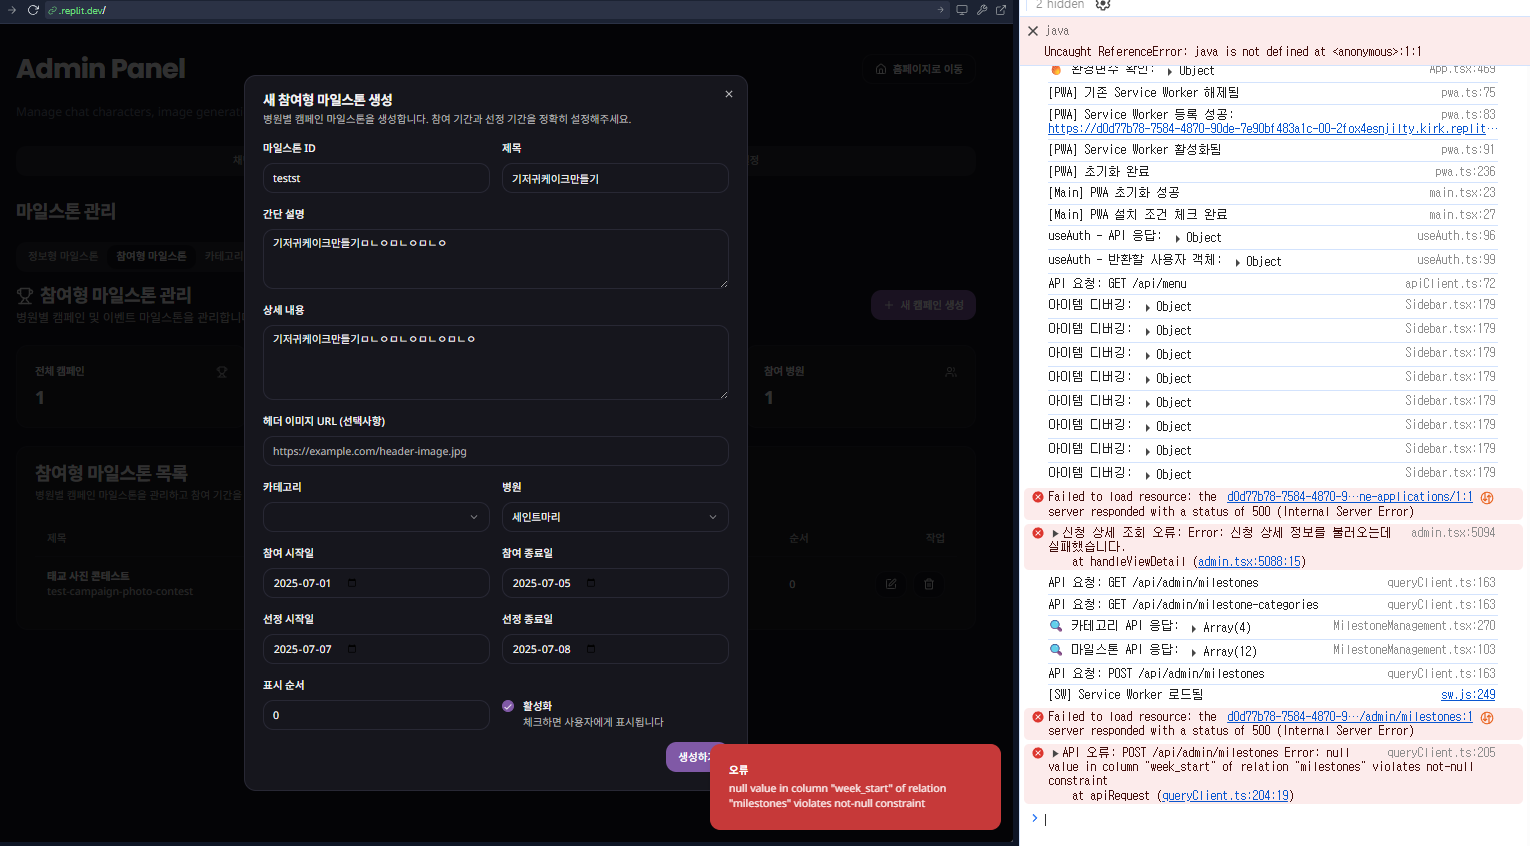 .replit.dev/
Admin Panel
홈페이지로 이동
Manage chat characters, image generati
마일스톤 관리
정보형 마일스톤
참여형 마일스톤
카테고리
참여형 마일스톤 관리
병원별 캠페인 및 이벤트 마일스톤을 관리합니
+ 새 캠페인 생성
전체 캠페인
1
참여 병원
1
참여형 마일스톤 목록
병원별 캠페인 마일스톤을 관리하고 참여 기간을
제목
순서
작업
태교 사진 콘테스트
test-campaign-photo-contest
0
새 참여형 마일스톤 생성
병원별 캠페인 마일스톤을 생성합니다. 참여 기간과 선정 기간을 정확히 설정해주세요.
마일스톤 ID
제목
testst
기저귀케이크만들기
간단 설명
기저귀케이크만들기ㅁㄴㅇㅁㄴㅇㅁㄴㅇ
상세 내용
기저귀케이크만들기ㅁㄴㅇㅁㄴㅇㅁㄴㅇㅁㄴㅇ
헤더 이미지 URL (선택사항)
https://example.com/header-image.jpg
카테고리
병원
세인트마리
참여 시작일
참여 종료일
2025-07-01
2025-07-05
선정 시작일
선정 종료일
2025-07-07
2025-07-08
표시 순서
0
활성화
체크하면 사용자에게 표시됩니다
생성하
오류
null value in column "week_start" of relation
"milestones" violates not-null constraint
2 hidden
java
Uncaught ReferenceError: java is not defined at <anonymous>:1:1
환경변수 확인: ▶ Object App.tsx:469
[PWA] 기존 Service Worker 해제됨 pwa.ts:75
[PWA] Service Worker 등록 성공: pwa.ts:83
https://d0d77b78-7584-4870-90de-7e90bf483a1c-00-2fox4esnjilty.kirk.replit…
[PWA] Service Worker 활성화됨 pwa.ts:91
[PWA] 초기화 완료 pwa.ts:236
[Main] PWA 초기화 성공 main.tsx:23
[Main] PWA 설치 조건 체크 완료 main.tsx:27
useAuth - API 응답: ▶ Object useAuth.ts:96
useAuth - 반환할 사용자 객체: ▶ Object useAuth.ts:99
API 요청: GET /api/menu apiClient.ts:72
아이템 디버깅: ▶ Object Sidebar.tsx:179
아이템 디버깅: ▶ Object Sidebar.tsx:179
아이템 디버깅: ▶ Object Sidebar.tsx:179
아이템 디버깅: ▶ Object Sidebar.tsx:179
아이템 디버깅: ▶ Object Sidebar.tsx:179
아이템 디버깅: ▶ Object Sidebar.tsx:179
아이템 디버깅: ▶ Object Sidebar.tsx:179
아이템 디버깅: ▶ Object Sidebar.tsx:179
Failed to load resource: the d0d77b78-7584-4870-9…ne-applications/1:1
server responded with a status of 500 (Internal Server Error)
▶신청 상세 조회 오류: Error: 신청 상세 정보를 불러오는데 admin.tsx:5094
실패했습니다.
at handleViewDetail (admin.tsx:5088:15)
API 요청: GET /api/admin/milestones queryClient.ts:163
API 요청: GET /api/admin/milestone-categories queryClient.ts:163
🔍 카테고리 API 응답: ▶ Array(4) MilestoneManagement.tsx:270
🔍 마일스톤 API 응답: ▶ Array(12) MilestoneManagement.tsx:103
API 요청: POST /api/admin/milestones queryClient.ts:163
[SW] Service Worker 로드됨 sw.js:249
Failed to load resource: the d0d77b78-7584-4870-9…/admin/milestones:1
server responded with a status of 500 (Internal Server Error)
▶API 오류: POST /api/admin/milestones Error: null queryClient.ts:205
value in column "week_start" of relation "milestones" violates not-null
constraint
at apiRequest (queryClient.ts:204:19)